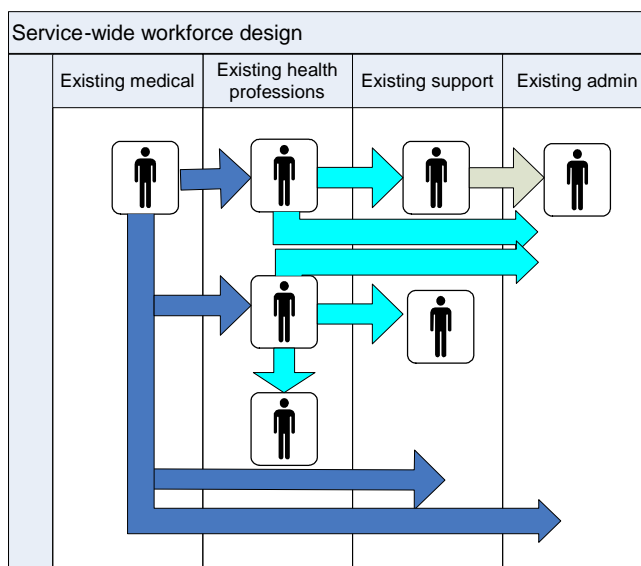 Service-wide workforce design
Existing medical
Existing health
professions
Existing support
Existing admin